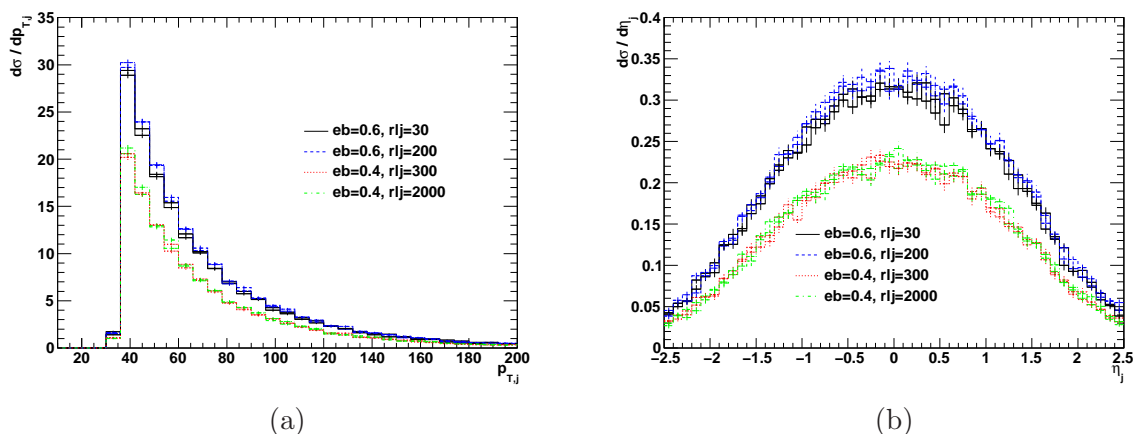 dσ / dp_{T,j}
35
30
25
20
15
10
5
0
20 40 60 80 100 120 140 160 180 200
p_{T,j}
eb=0.6, rlj=30
eb=0.6, rlj=200
eb=0.4, rlj=300
eb=0.4, rlj=2000
(a)
dσ / dη_j
-0.4
0.35
0.3
0.25
0.2
0.15
0.1
0.05
0
−2.5 −2 −1.5 −1 −0.5 0 0.5 1 1.5 2 2.5
η_j
eb=0.6, rlj=30
eb=0.6, rlj=200
eb=0.4, rlj=300
eb=0.4, rlj=2000
(b)